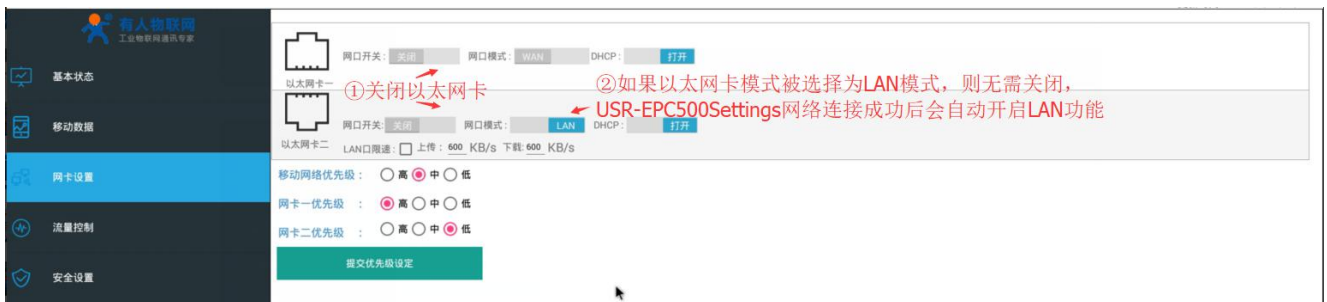 有人物联网
工业物联网通讯专家
基本状态
移动数据
网卡设置
流量控制
安全设置
网口开关: 关闭 网口模式: WAN DHCP: 打开
以太网卡一
①关闭以太网卡
②如果以太网卡模式被选择为LAN模式，则无需关闭，
USR-EPC500Settings网络连接成功后会自动开启LAN功能
网口开关: 关闭 网口模式: LAN DHCP: 打开
以太网卡二
LAN口限速: 上传: 600 KB/s 下载: 600 KB/s
移动网络优先级: 高 中 低
网卡一优先级 : 高 中 低
网卡二优先级 : 高 中 低
提交优先级设定